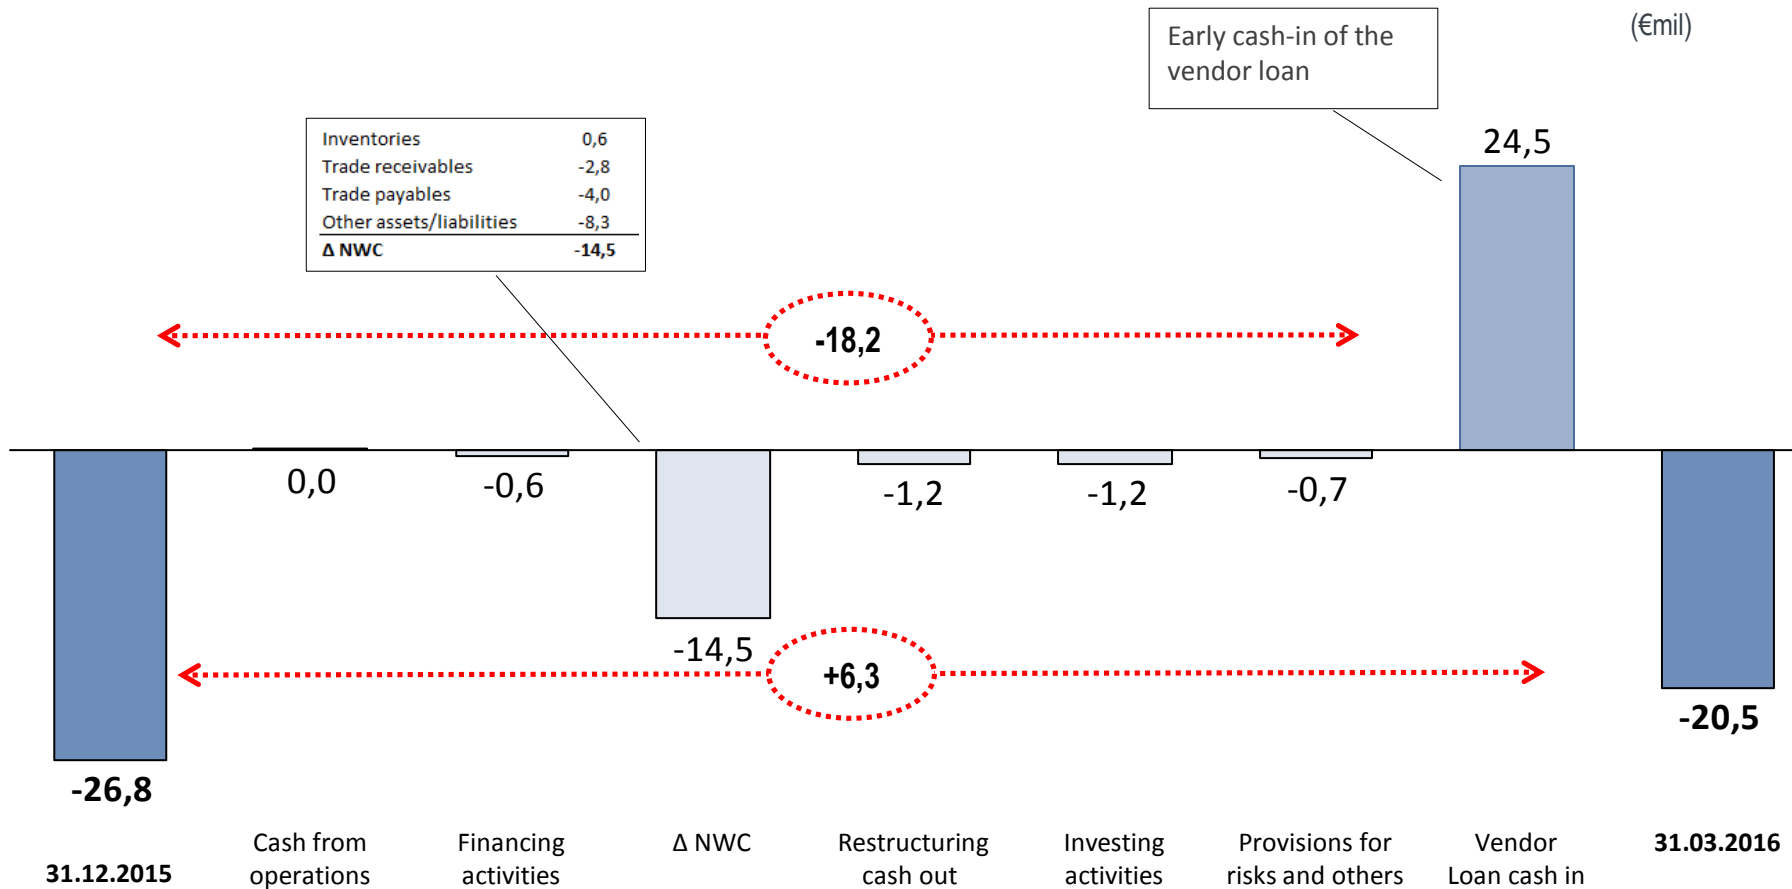 (€mil)
Early cash-in of the
vendor loan
24,5
Inventories 0,6
Trade receivables -2,8
Trade payables -4,0
Other assets/liabilities -8,3
Δ NWC -14,5
-18,2
0,0
-0,6
-1,2
-1,2
-0,7
-14,5
+6,3
-20,5
-26,8
31.12.2015
Cash from
operations
Financing
activities
Δ NWC
Restructuring
cash out
Investing
activities
Provisions for
risks and others
Vendor
Loan cash in
31.03.2016